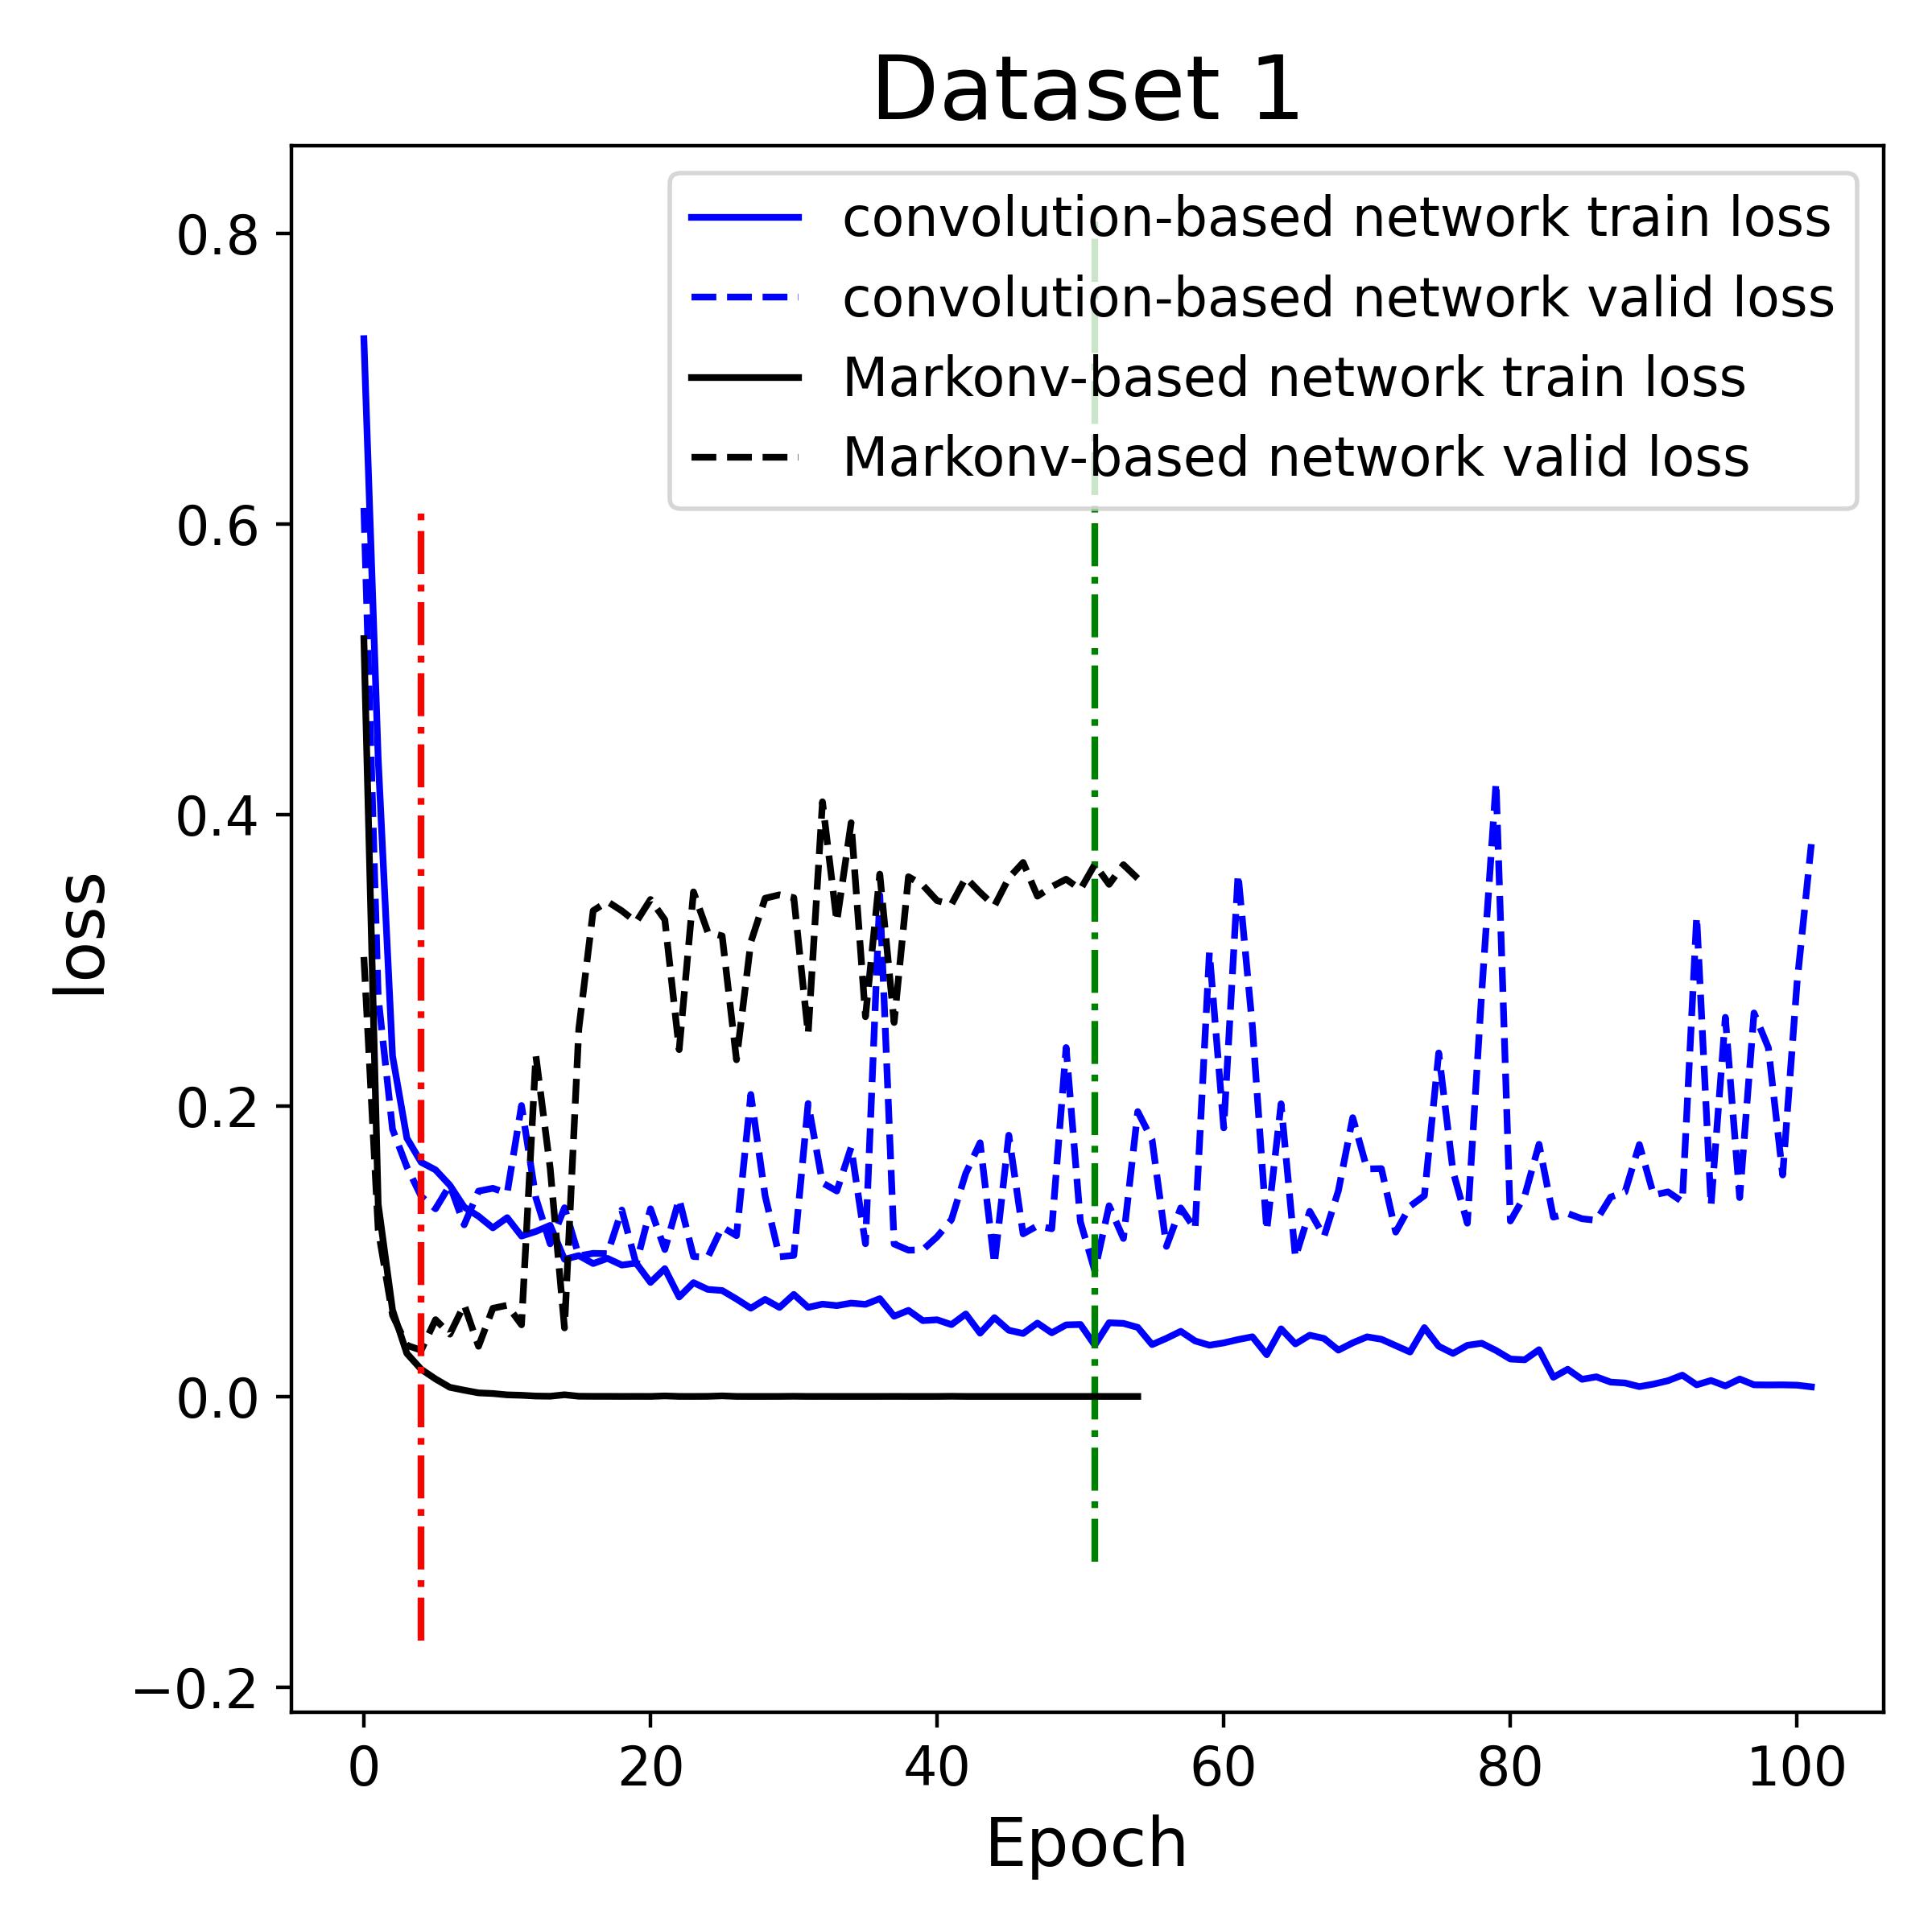 Dataset 1
convolution-based network train loss
convolution-based network valid loss
Markonv-based network train loss
Markonv-based network valid loss
loss
0.8
0.6
0.4
0.2
0.0
−0.2
0 20 40 60 80 100
Epoch